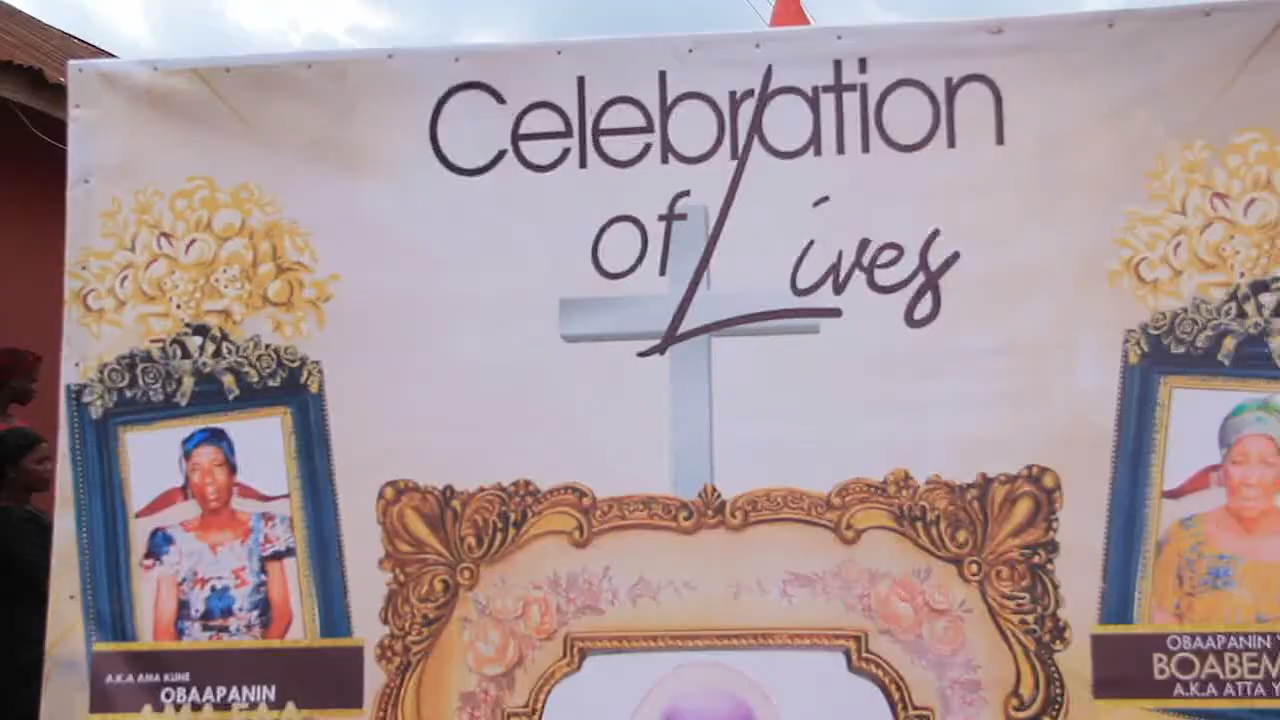 Celebration
of Lives
A.K.A AMA KUNE
OBAAPANIN
OBAAPANIN
BOABEM
A.K.A ATTA Y